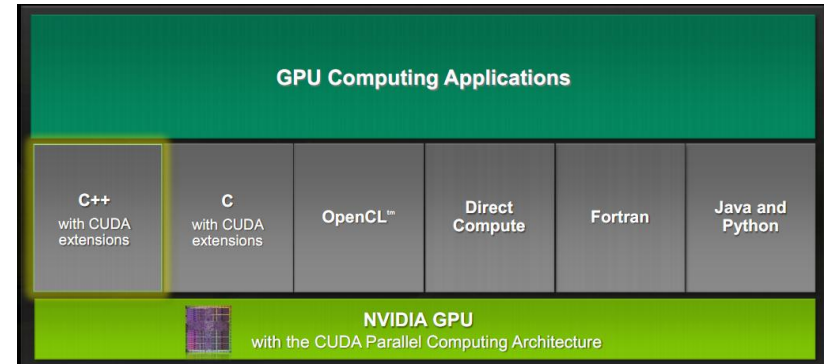 GPU Computing Applications
C++
with CUDA
extensions
C
with CUDA
extensions
OpenCL™
Direct
Compute
Fortran
Java and
Python
NVIDIA GPU
with the CUDA Parallel Computing Architecture